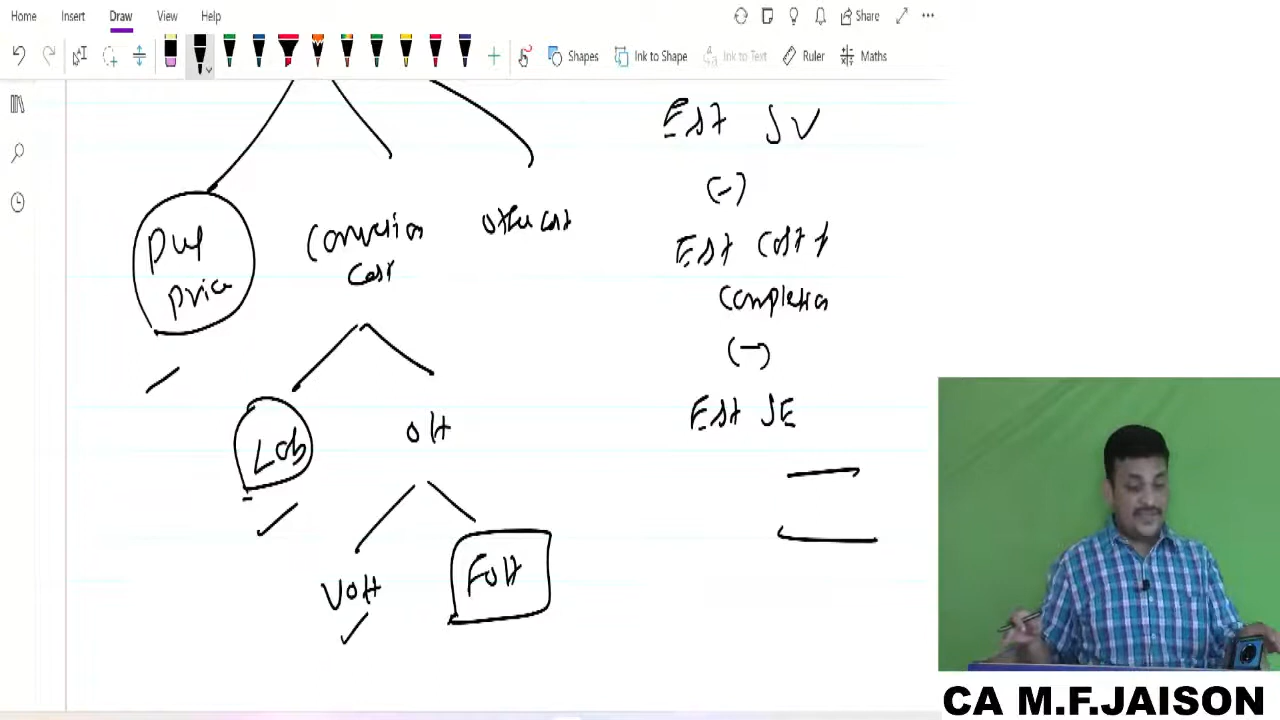 Home Insert Draw View Help Share
Shapes Ink to Shape Ink to Text Ruler Maths
Pur
Price
Conversion
Cost
Other cost
Lab
OH
VOH
FOH
Est SV
(-)
Est Cost of
Completion
(-)
Est SE
CA M.F.JAISON